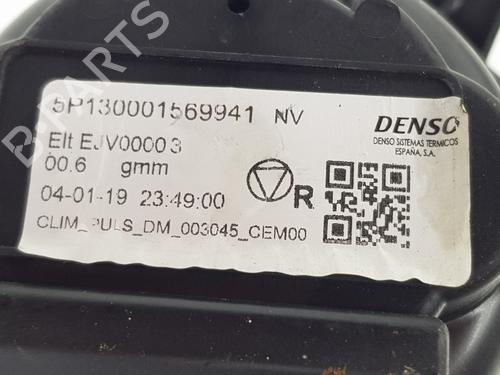 5P130001569941 NV
DENSO
DENSO SISTEMAS TERMICOS
ESPAÑA, S.A.
Elt EJV00003
00.6 gmm
04-01-19 23:49:00
R
CLIM_PULS_DM_003045_CEM00
B-PARTS